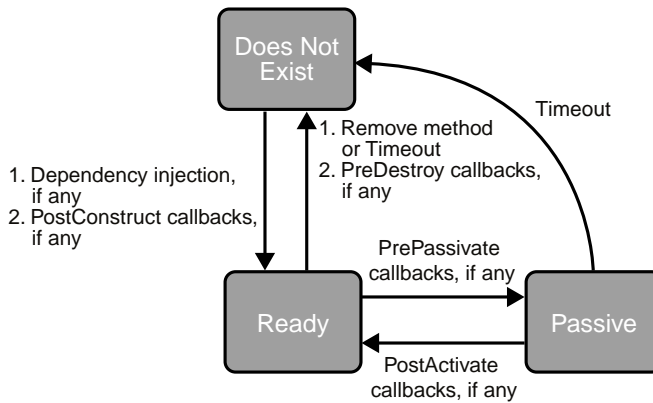 Does Not
Exist
Timeout
1. Remove method
or Timeout
2. PreDestroy callbacks,
if any
1. Dependency injection,
if any
2. PostConstruct callbacks,
if any
PrePassivate
callbacks, if any
Ready
Passive
PostActivate
callbacks, if any